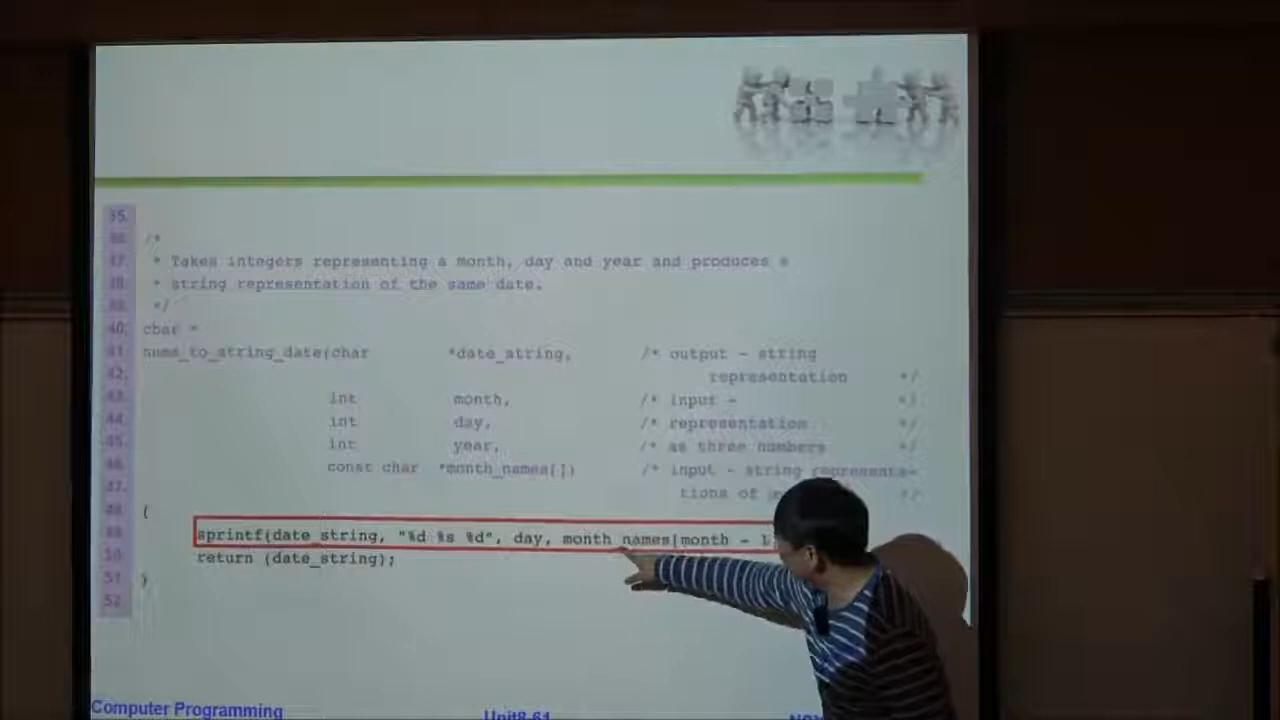 35.
36. /*
37. * Takes integers representing a month, day and year and produces a
38. * string representation of the same date.
39. */
40. char *
41. nums_to_string_date(char *date_string, /* output - string
42. representation */
43. int month, /* input - */
44. int day, /* representation */
45. int year, /* as three numbers */
46. const char *month_names[]) /* input - string representa-
47. tions of */
48. {
49. sprintf(date_string, "%d %s %d", day, month_names[month - 1
50. return (date_string);
51. }
52.
Computer Programming Unit8-61